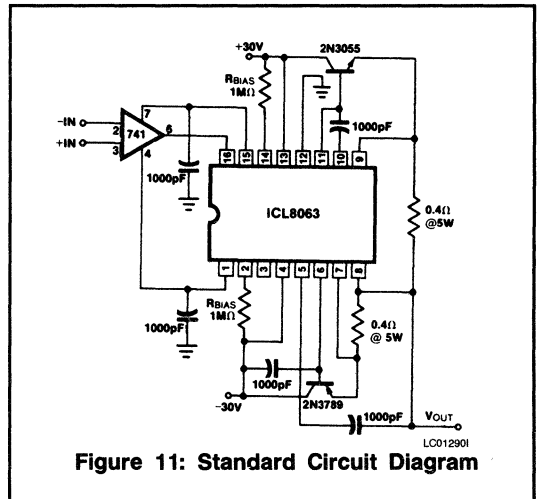 +30V
2N3055
RBIAS
1MΩ
-IN
+IN
2
3
741
7
6
4
1000pF
1000pF
16
15
14
13
12
11
10
9
ICL8063
0.4Ω
@5W
1
2
3
4
5
6
7
8
1000pF
RBIAS
1MΩ
0.4Ω
@ 5W
1000pF
-30V
2N3789
1000pF
VOUT
LC01290I
Figure 11: Standard Circuit Diagram